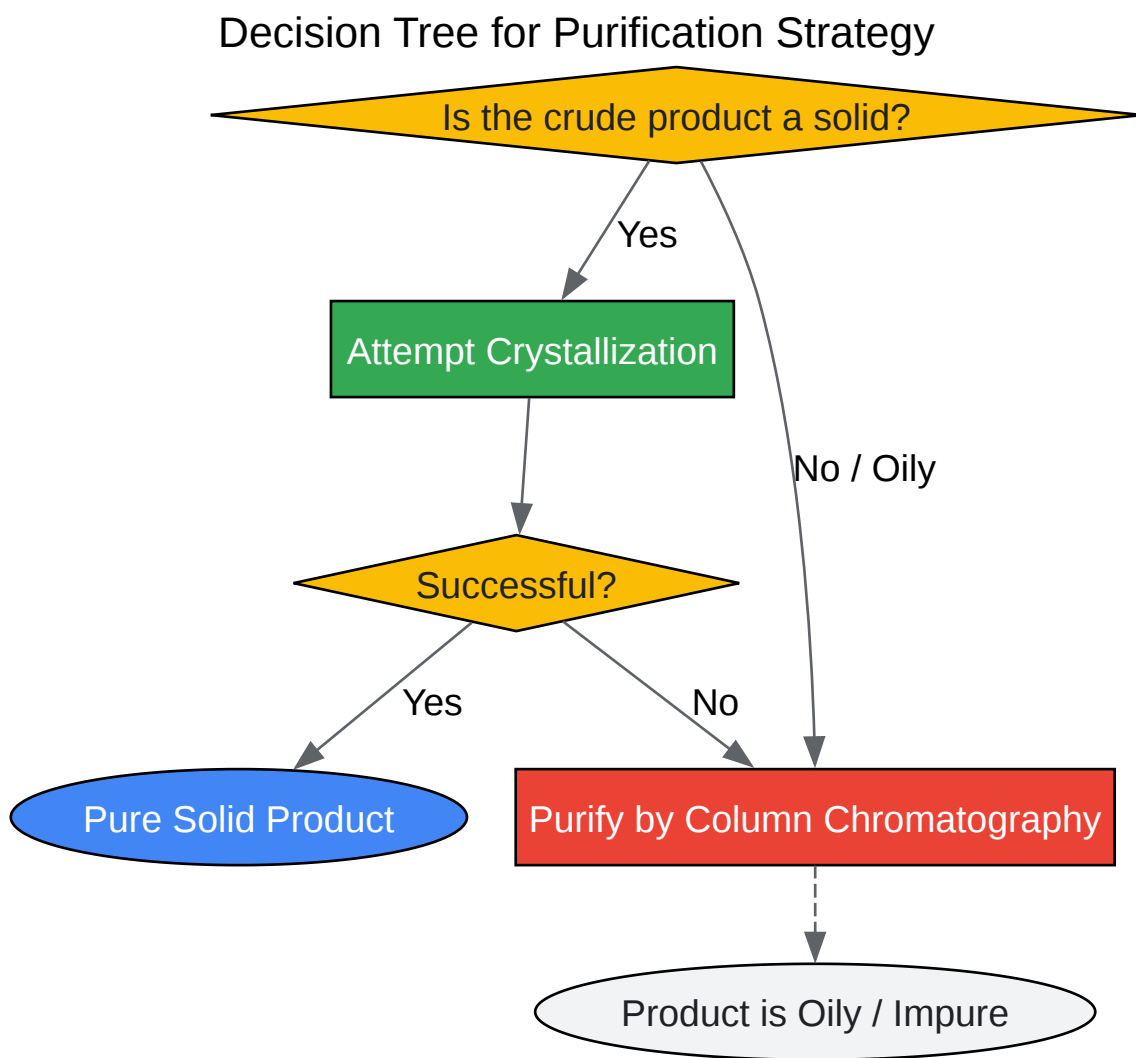 Decision Tree for Purification Strategy
Is the crude product a solid?
Yes
Attempt Crystallization
No / Oily
Successful?
Yes
No
Pure Solid Product
Purify by Column Chromatography
Product is Oily / Impure